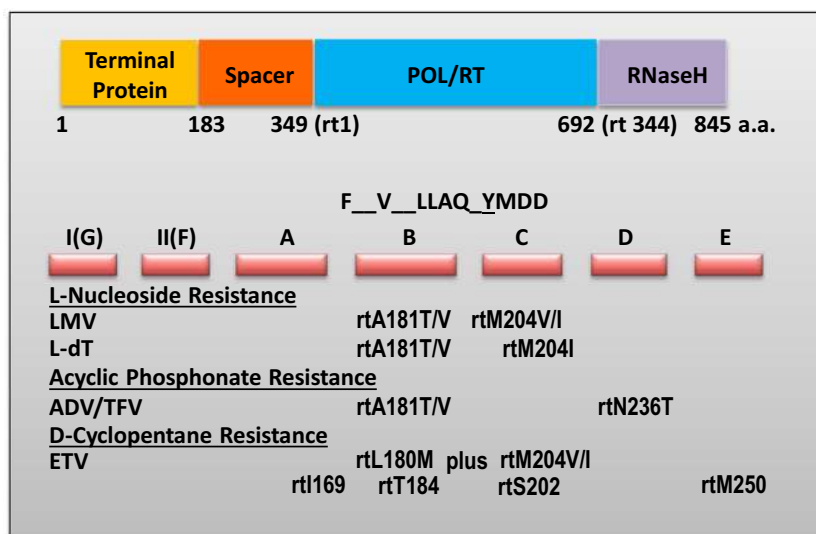 Terminal Protein Spacer POL/RT RNaseH
1 183 349 (rt1) 692 (rt 344) 845 a.a.
F__V__LLAQ_YMDD
I(G) II(F) A B C D E
L-Nucleoside Resistance
LMV rtA181T/V rtM204V/I
L-dT rtA181T/V rtM204I
Acyclic Phosphonate Resistance
ADV/TFV rtA181T/V rtN236T
D-Cyclopentane Resistance
ETV rtL180M plus rtM204V/I
rtI169 rtT184 rtS202 rtM250